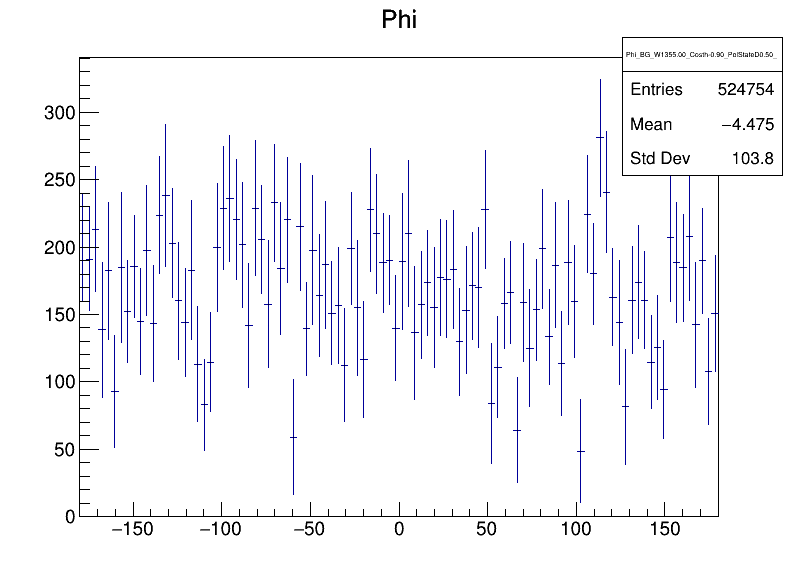 Phi
Phi_BG_W1355.00_Costh-0.90_PolStateD0.50_
Entries 524754
Mean −4.475
Std Dev 103.8
300
250
200
150
100
50
0
−150 −100 −50 0 50 100 150